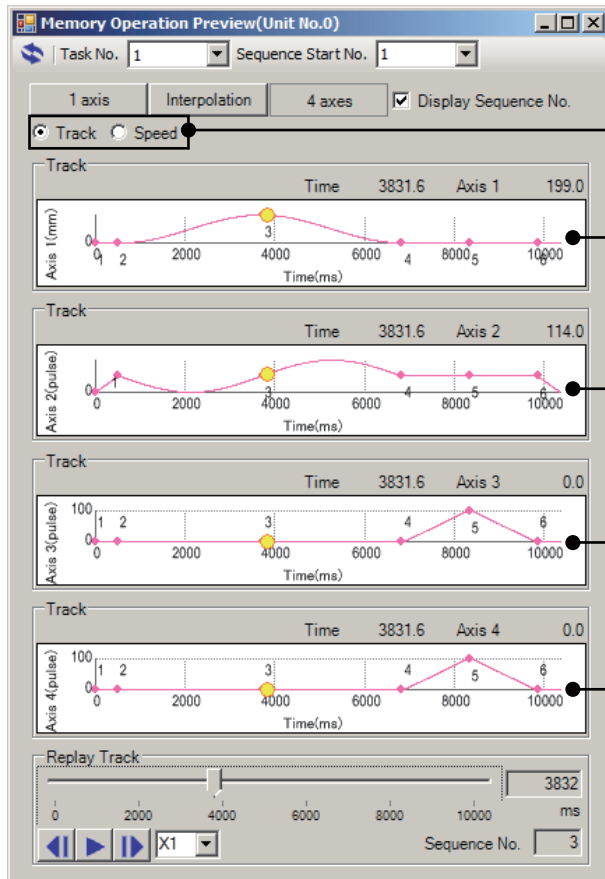 Memory Operation Preview(Unit No.0)
Task No. 1 Sequence Start No. 1
1 axis Interpolation 4 axes Display Sequence No.
Track Speed
Track
Time 3831.6 Axis 1 199.0
Axis 1(mm)
0
1 2 3 4 5 6
0 2000 4000 6000 8000 10000
Time(ms)
Track
Time 3831.6 Axis 2 114.0
Axis 2(pulse)
0
1 3 4 5 6
0 2000 4000 6000 8000 10000
Time(ms)
Track
Time 3831.6 Axis 3 0.0
Axis 3(pulse)
100
1 2 3 4 5 6
0
0 2000 4000 6000 8000 10000
Time(ms)
Track
Time 3831.6 Axis 4 0.0
Axis 4(pulse)
100
1 2 3 4 5 6
0
0 2000 4000 6000 8000 10000
Time(ms)
Replay Track
3832
0 2000 4000 6000 8000 10000 ms
X1 Sequence No. 3